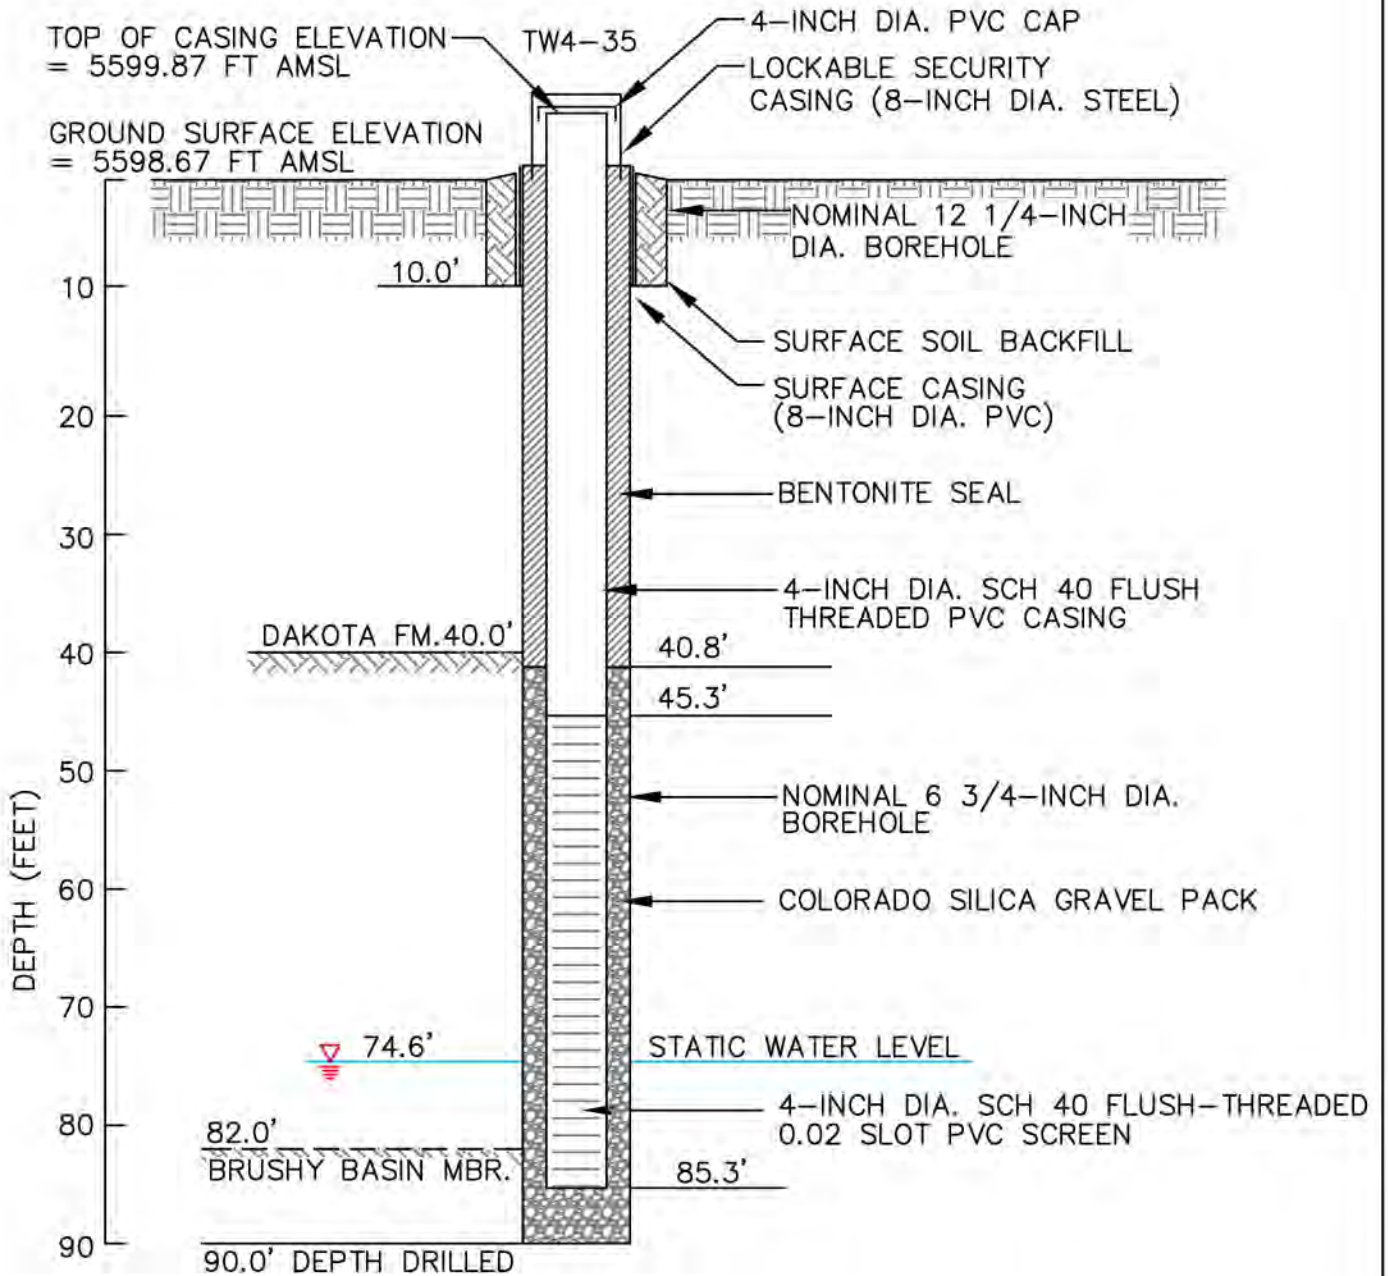 TOP OF CASING ELEVATION
= 5599.87 FT AMSL
TW4-35
4-INCH DIA. PVC CAP
LOCKABLE SECURITY
CASING (8-INCH DIA. STEEL)
GROUND SURFACE ELEVATION
= 5598.67 FT AMSL
NOMINAL 12 1/4-INCH
DIA. BOREHOLE
10.0'
10
SURFACE SOIL BACKFILL
SURFACE CASING
(8-INCH DIA. PVC)
20
BENTONITE SEAL
30
4-INCH DIA. SCH 40 FLUSH
THREADED PVC CASING
DAKOTA FM.40.0'
40
40.8'
45.3'
50
NOMINAL 6 3/4-INCH DIA.
BOREHOLE
DEPTH (FEET)
60
COLORADO SILICA GRAVEL PACK
70
74.6'
STATIC WATER LEVEL
4-INCH DIA. SCH 40 FLUSH-THREADED
0.02 SLOT PVC SCREEN
80
82.0'
BRUSHY BASIN MBR.
85.3'
90
90.0' DEPTH DRILLED